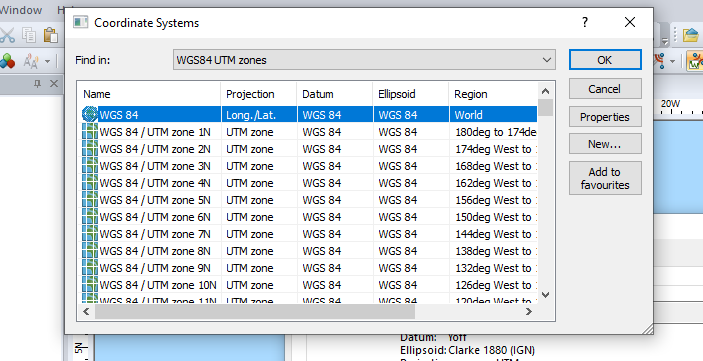 Window
Help
Coordinate Systems
Find in:
WGS84 UTM zones
OK
Cancel
Properties
New...
Add to
favourites
Name Projection Datum Ellipsoid Region
WGS 84 Long./Lat. WGS 84 WGS 84 World
WGS 84 / UTM zone 1N UTM zone WGS 84 WGS 84 180deg to 174de
WGS 84 / UTM zone 2N UTM zone WGS 84 WGS 84 174deg West to
WGS 84 / UTM zone 3N UTM zone WGS 84 WGS 84 168deg West to
WGS 84 / UTM zone 4N UTM zone WGS 84 WGS 84 162deg West to
WGS 84 / UTM zone 5N UTM zone WGS 84 WGS 84 156deg West to
WGS 84 / UTM zone 6N UTM zone WGS 84 WGS 84 150deg West to
WGS 84 / UTM zone 7N UTM zone WGS 84 WGS 84 144deg West to
WGS 84 / UTM zone 8N UTM zone WGS 84 WGS 84 138deg West to
WGS 84 / UTM zone 9N UTM zone WGS 84 WGS 84 132deg West to
WGS 84 / UTM zone 10N UTM zone WGS 84 WGS 84 126deg West to
WGS 84 / UTM zone 11N UTM zone WGS 84 WGS 84 120deg West to
20W
Datum: Yoff
Ellipsoid: Clarke 1880 (IGN)